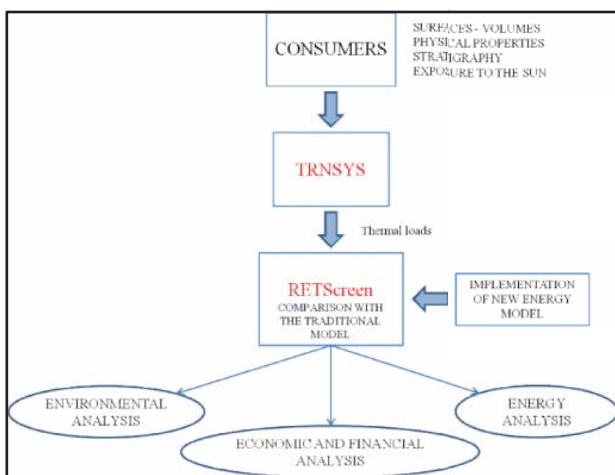 CONSUMERS
SURFACES - VOLUMES
PHYSICAL PROPERTIES
STRATIGRAPHY
EXPOSURE TO THE SUN
TRNSYS
Thermal loads
RETScreen
COMPARISON WITH
THE TRADITIONAL
MODEL
IMPLEMENTATION
OF NEW ENERGY
MODEL
ENVIRONMENTAL
ANALYSIS
ECONOMIC AND FINANCIAL
ANALYSIS
ENERGY
ANALYSIS